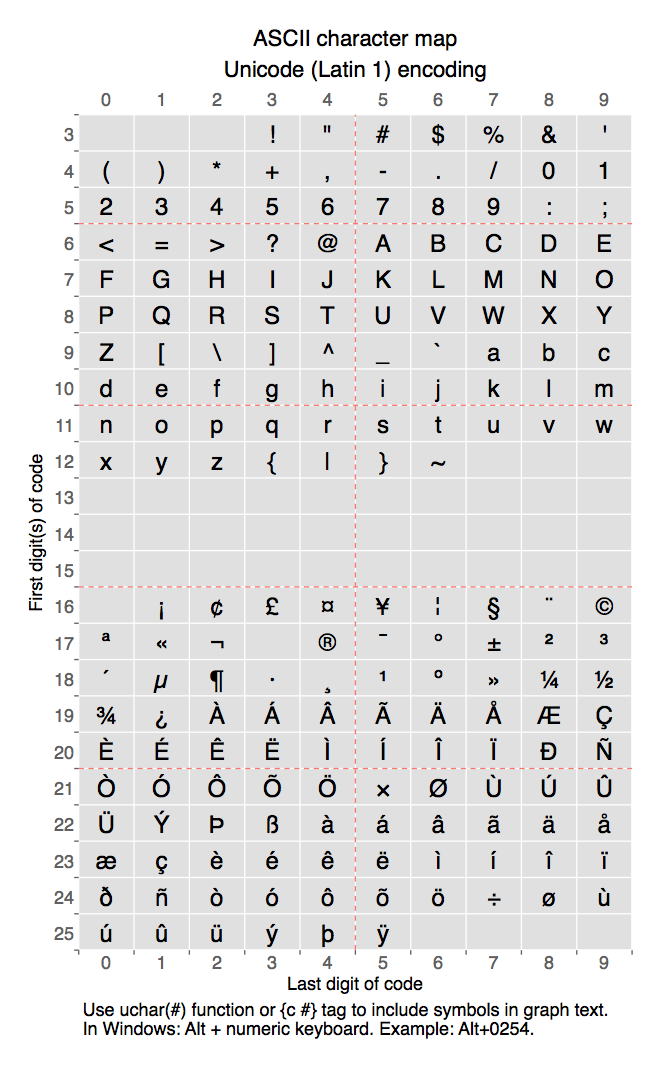 ASCII character map
Unicode (Latin 1) encoding
0 1 2 3 4 5 6 7 8 9
3 ! " # $ % & '
4 ( ) * + , - . / 0 1
5 2 3 4 5 6 7 8 9 : ;
6 < = > ? @ A B C D E
7 F G H I J K L M N O
8 P Q R S T U V W X Y
9 Z [ \ ] ^ _ ` a b c
10 d e f g h i j k l m
11 n o p q r s t u v w
12 x y z { | } ~
13
14
15
First digit(s) of code
16 ¡ ¢ £ ¤ ¥ ¦ § ¨ ©
17 ª « ¬ ® ¯ ° ± ² ³
18 ´ µ ¶ · ¸ ¹ º » ¼ ½
19 ¾ ¿ À Á Â Ã Ä Å Æ Ç
20 È É Ê Ë Ì Í Î Ï Ð Ñ
21 Ò Ó Ô Õ Ö × Ø Ù Ú Û
22 Ü Ý Þ ß à á â ã ä å
23 æ ç è é ê ë ì í î ï
24 ð ñ ò ó ô õ ö ÷ ø ù
25 ú û ü ý þ ÿ
0 1 2 3 4 5 6 7 8 9
Last digit of code
Use uchar(#) function or {c #} tag to include symbols in graph text.
In Windows: Alt + numeric keyboard. Example: Alt+0254.